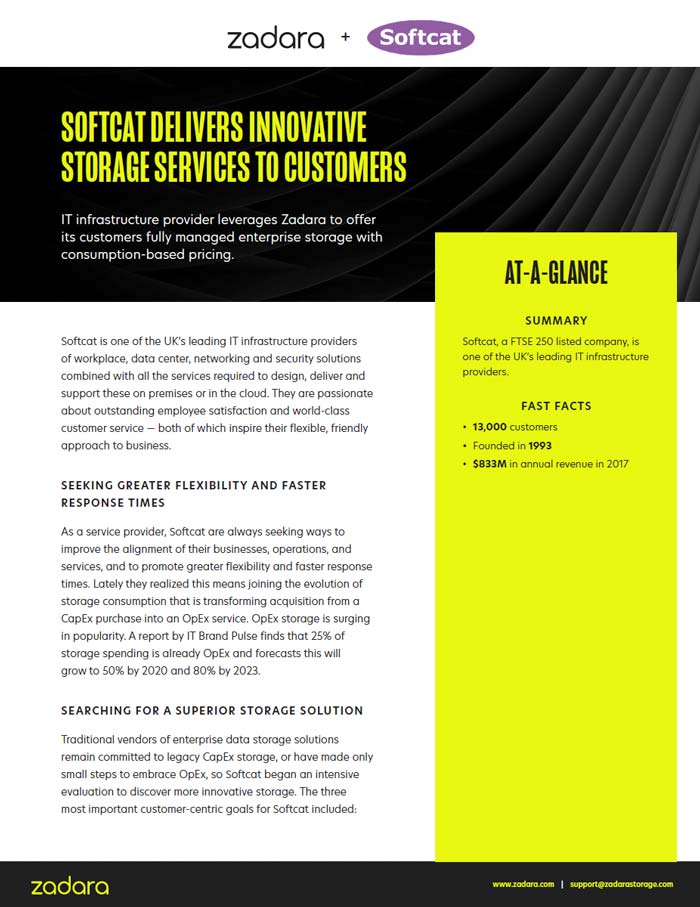 zadara + Softcat
SOFTCAT DELIVERS INNOVATIVE
STORAGE SERVICES TO CUSTOMERS
IT infrastructure provider leverages Zadara to offer
its customers fully managed enterprise storage with
consumption-based pricing.
Softcat is one of the UK's leading IT infrastructure providers
of workplace, data center, networking and security solutions
combined with all the services required to design, deliver and
support these on premises or in the cloud. They are passionate
about outstanding employee satisfaction and world-class
customer service — both of which inspire their flexible, friendly
approach to business.
SEEKING GREATER FLEXIBILITY AND FASTER
RESPONSE TIMES
As a service provider, Softcat are always seeking ways to
improve the alignment of their businesses, operations, and
services, and to promote greater flexibility and faster response
times. Lately they realized this means joining the evolution of
storage consumption that is transforming acquisition from a
CapEx purchase into an OpEx service. OpEx storage is surging
in popularity. A report by IT Brand Pulse finds that 25% of
storage spending is already OpEx and forecasts this will
grow to 50% by 2020 and 80% by 2023.
SEARCHING FOR A SUPERIOR STORAGE SOLUTION
Traditional vendors of enterprise data storage solutions
remain committed to legacy CapEx storage, or have made only
small steps to embrace OpEx, so Softcat began an intensive
evaluation to discover more innovative storage. The three
most important customer-centric goals for Softcat included:
AT-A-GLANCE
SUMMARY
Softcat, a FTSE 250 listed company, is
one of the UK's leading IT infrastructure
providers.
FAST FACTS
• 13,000 customers
• Founded in 1993
• $833M in annual revenue in 2017
zadara
www.zadara.com | support@zadarastorage.com